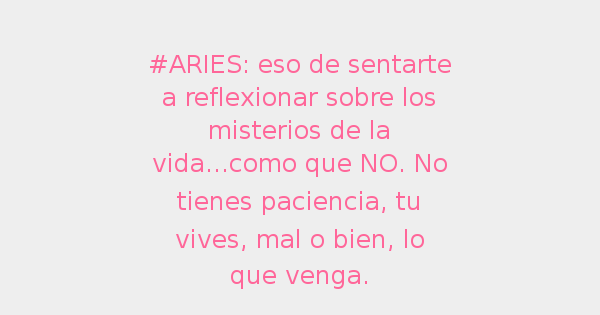 #ARIES: eso de sentarte
a reflexionar sobre los
misterios de la
vida...como que NO. No
tienes paciencia, tu
vives, mal o bien, lo
que venga.